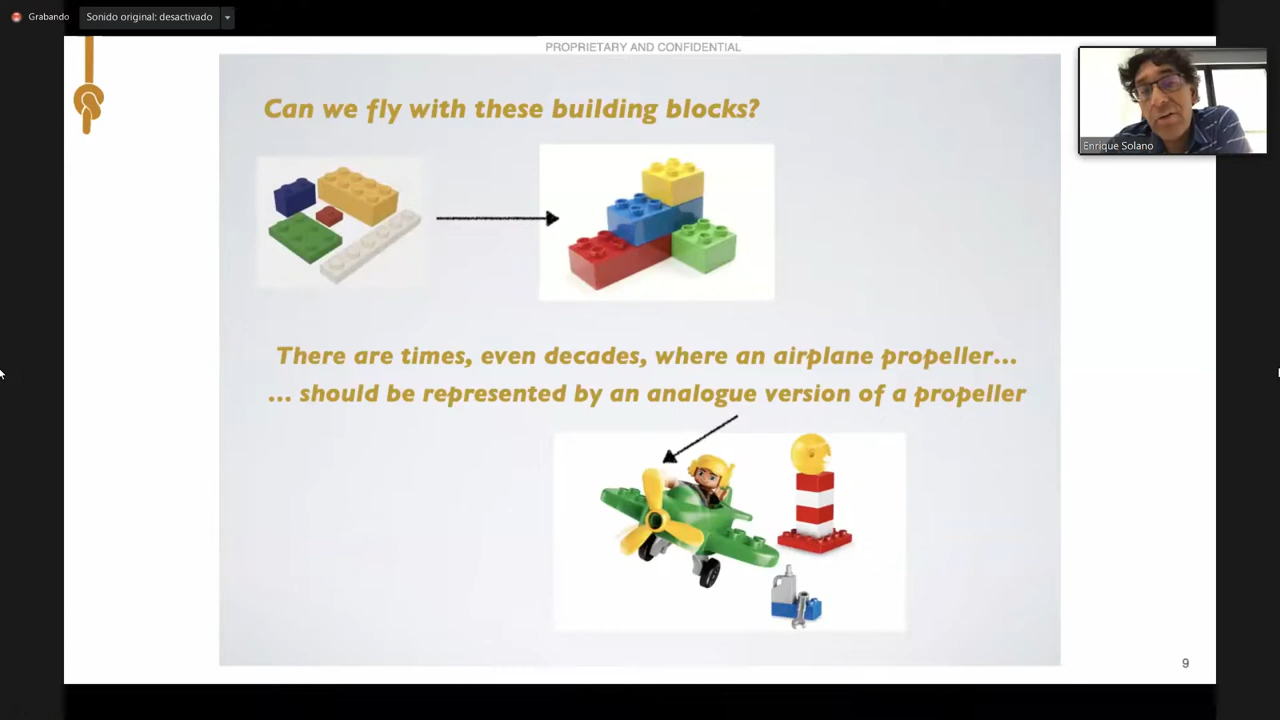 Grabando
Sonido original: desactivado
PROPRIETARY AND CONFIDENTIAL
Can we fly with these building blocks?
Enrique Solano
There are times, even decades, where an airplane propeller...
... should be represented by an analogue version of a propeller
9